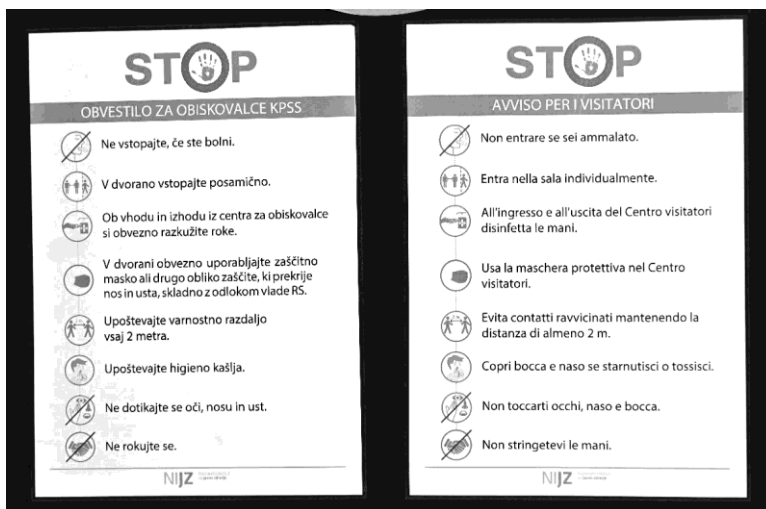 STOP
OBVESTILO ZA OBISKOVALCE KPSS
Ne vstopajte, če ste bolni.
V dvorano vstopajte posamično.
Ob vhodu in izhodu iz centra za obiskovalce
si obvezno razkužite roke.
V dvorani obvezno uporabljajte zaščitno
masko ali drugo obliko zaščite, ki prekrije
nos in usta, skladno z odlokom vlade RS.
Upoštevajte varnostno razdaljo
vsaj 2 metra.
Upoštevajte higieno kašlja.
Ne dotikajte se oči, nosu in ust.
Ne rokujte se.
NIJZ
STOP
AVVISO PER I VISITATORI
Non entrare se sei ammalato.
Entra nella sala individualmente.
All'ingresso e all'uscita del Centro visitatori
disinfetta le mani.
Usa la maschera protettiva nel Centro
visitatori.
Evita contatti ravvicinati mantenendo la
distanza di almeno 2 m.
Copri bocca e naso se starnutisci o tossisci.
Non toccarti occhi, naso e bocca.
Non stringetevi le mani.
NIJZ